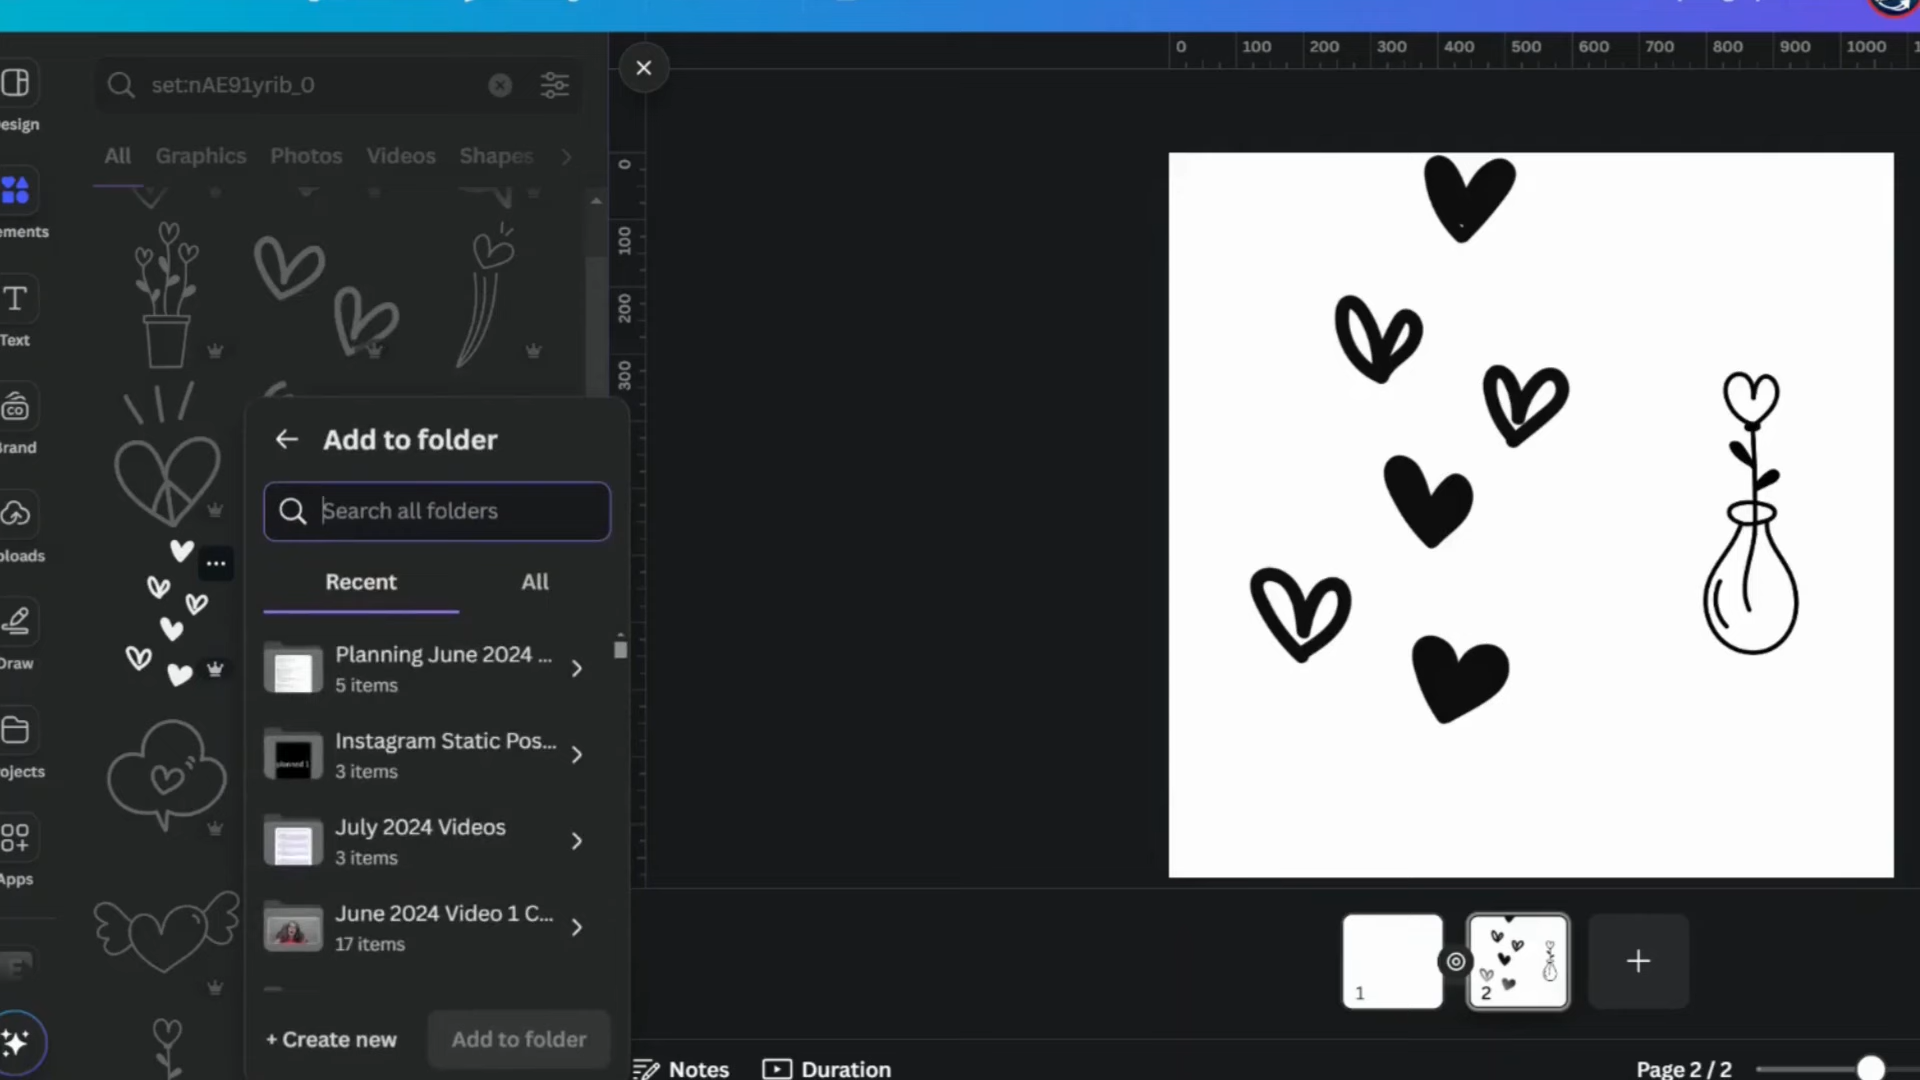 set:nAE91yrib_0
0 100 200 300 400 500 600 700 800 900 1000
All Graphics Photos Videos Shapes
0
100
200
300
esign
ements
Text
Brand
ploads
Draw
ojects
Apps
Add to folder
Search all folders
Recent All
Planning June 2024 ...
5 items
Instagram Static Pos...
3 items
July 2024 Videos
3 items
June 2024 Video 1 C...
17 items
+ Create new Add to folder
1 2
Notes Duration Page 2 / 2